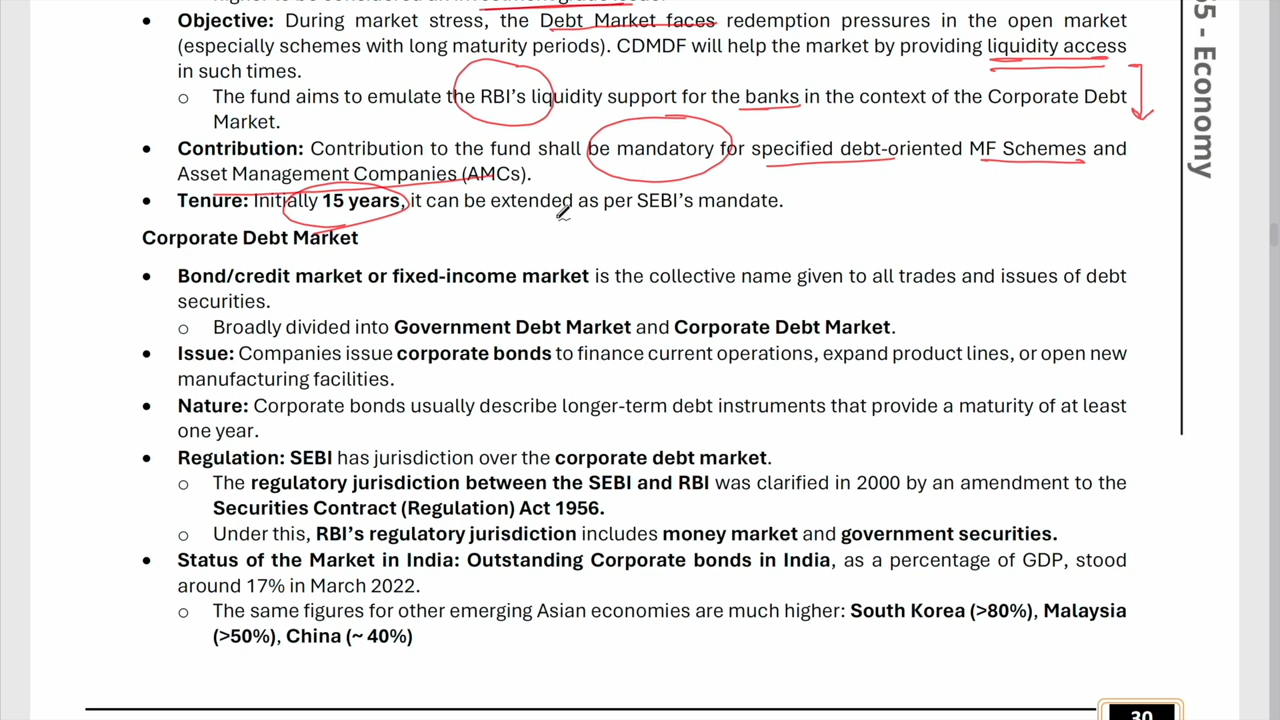 Objective: During market stress, the Debt Market faces redemption pressures in the open market
(especially schemes with long maturity periods). CDMDF will help the market by providing liquidity access
in such times.
o The fund aims to emulate the RBI's liquidity support for the banks in the context of the Corporate Debt
Market.
• Contribution: Contribution to the fund shall be mandatory for specified debt-oriented MF Schemes and
Asset Management Companies (AMCs).
• Tenure: Initially 15 years, it can be extended as per SEBI's mandate.
Corporate Debt Market
• Bond/credit market or fixed-income market is the collective name given to all trades and issues of debt
securities.
o Broadly divided into Government Debt Market and Corporate Debt Market.
• Issue: Companies issue corporate bonds to finance current operations, expand product lines, or open new
manufacturing facilities.
• Nature: Corporate bonds usually describe longer-term debt instruments that provide a maturity of at least
one year.
• Regulation: SEBI has jurisdiction over the corporate debt market.
o The regulatory jurisdiction between the SEBI and RBI was clarified in 2000 by an amendment to the
Securities Contract (Regulation) Act 1956.
o Under this, RBI's regulatory jurisdiction includes money market and government securities.
• Status of the Market in India: Outstanding Corporate bonds in India, as a percentage of GDP, stood
around 17% in March 2022.
o The same figures for other emerging Asian economies are much higher: South Korea (>80%), Malaysia
(>50%), China (~ 40%)
5 - Economy
30